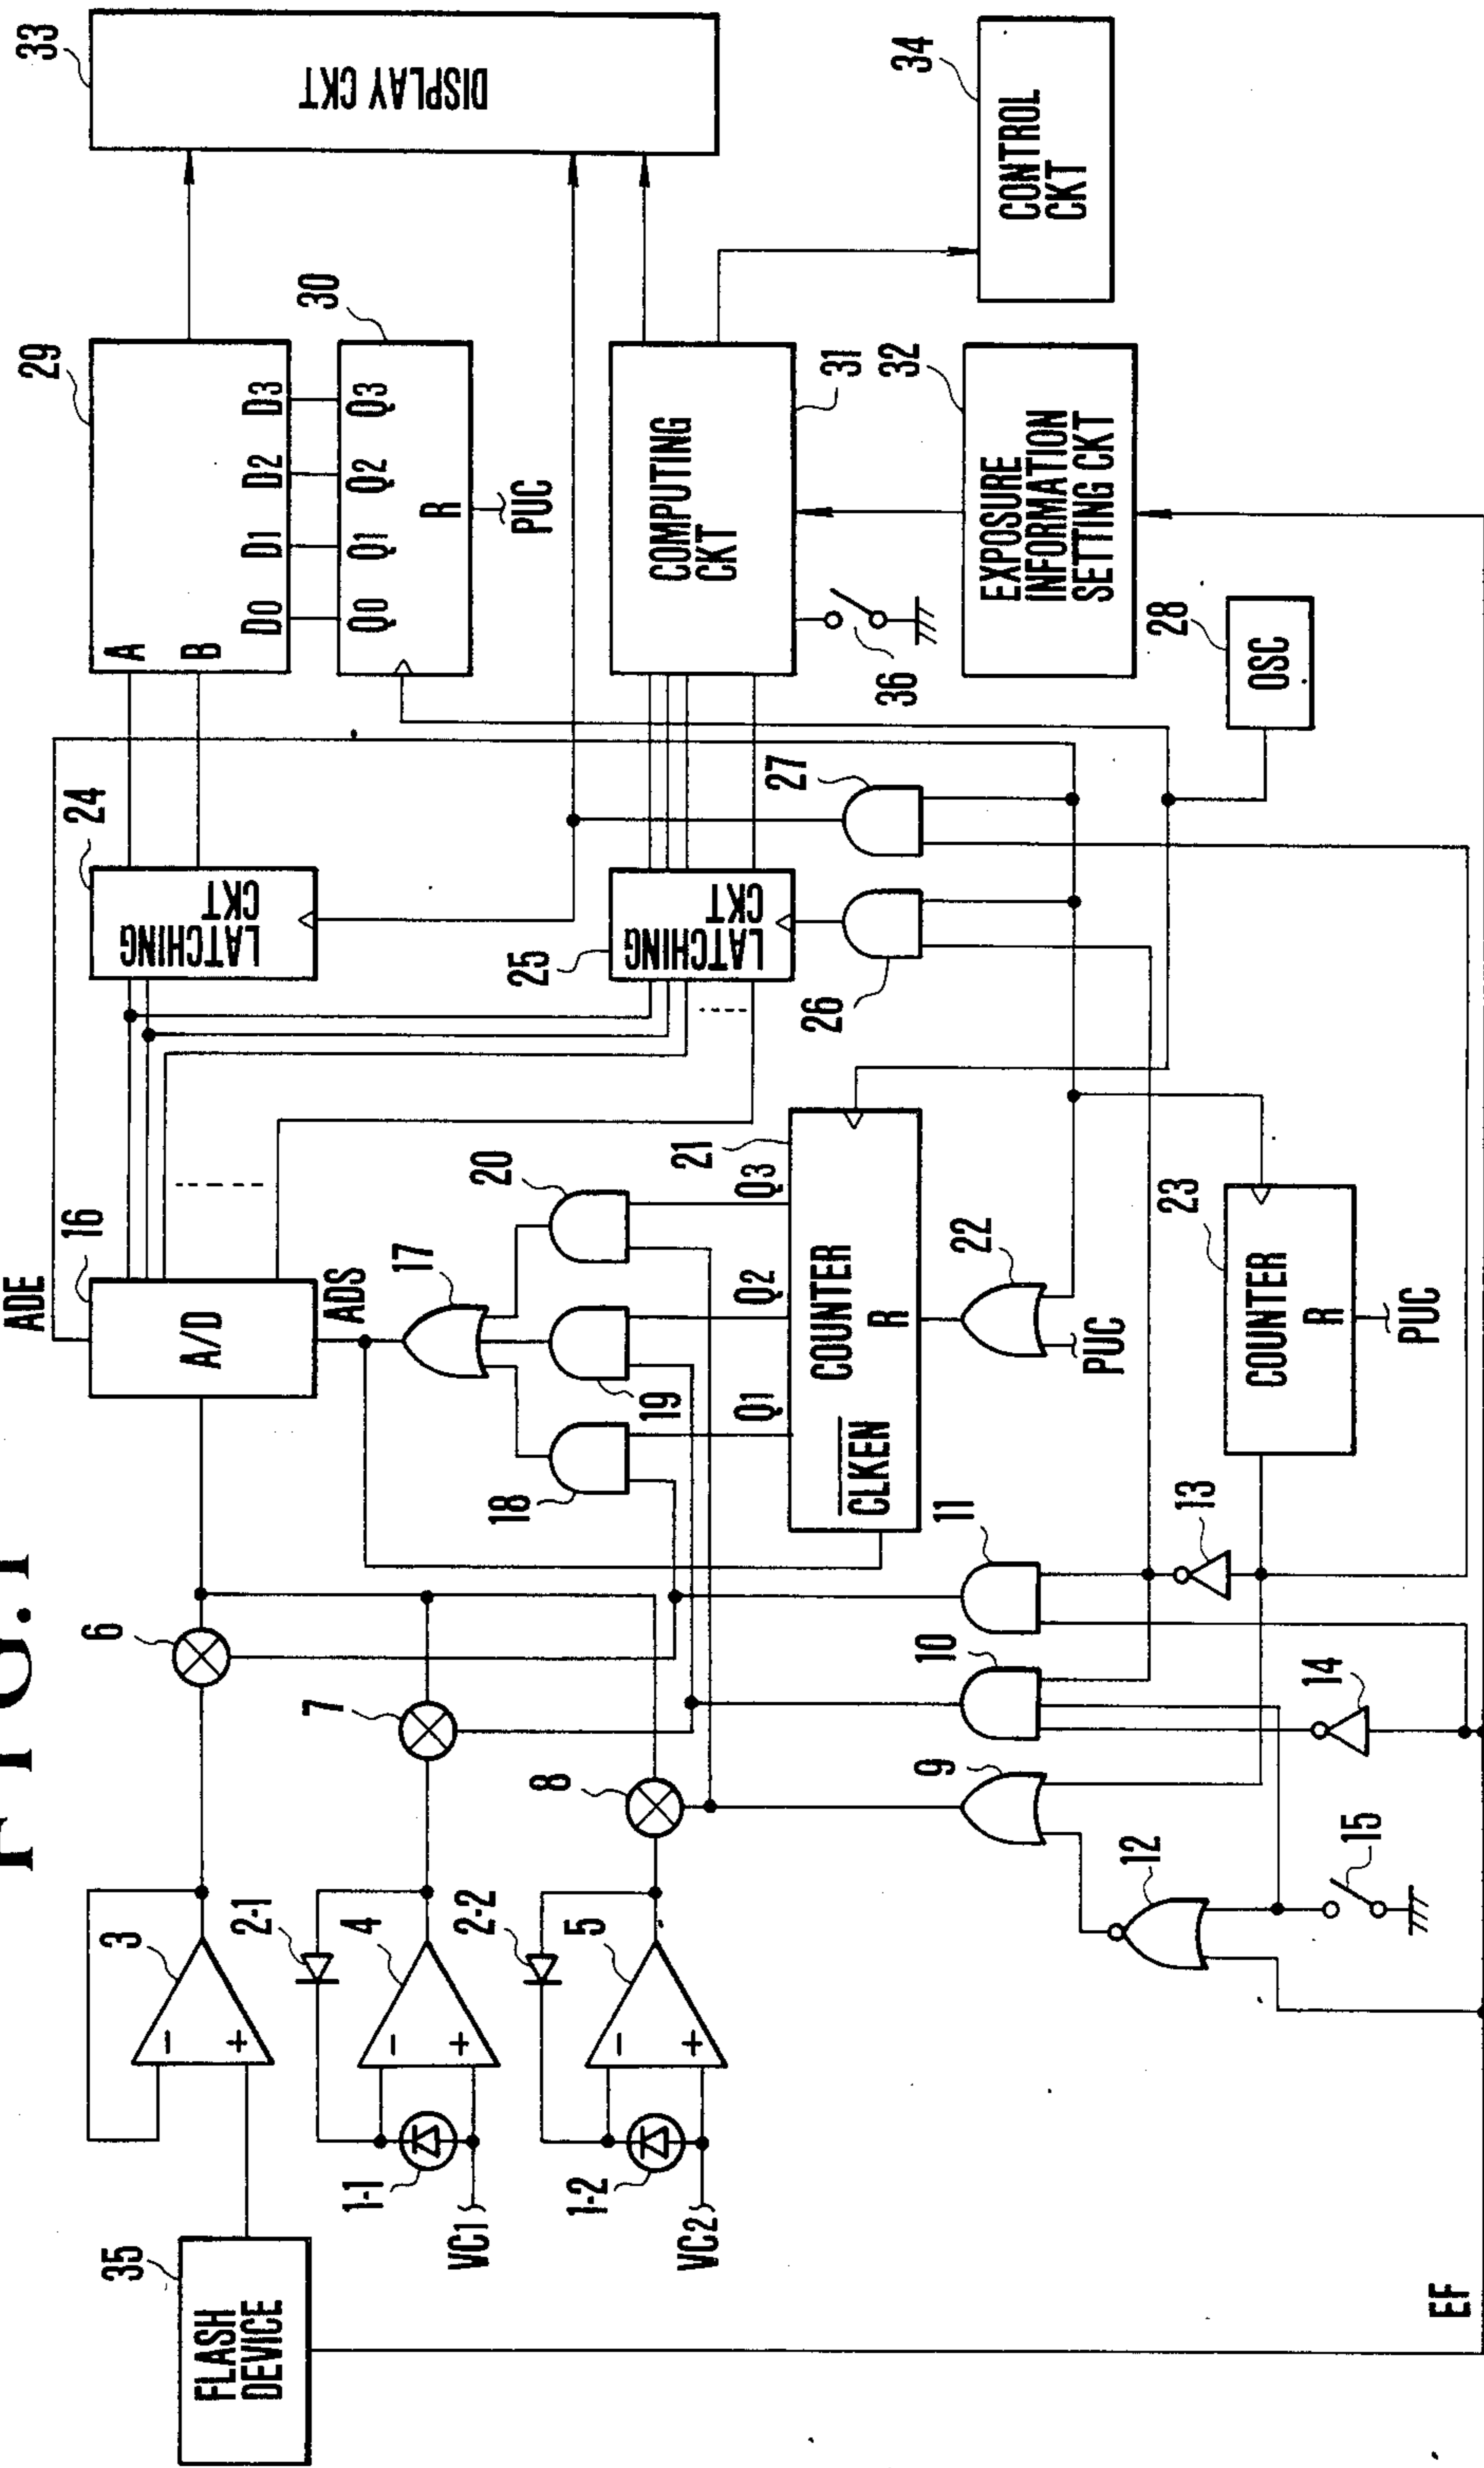 FIG.1
ADE
33
DISPLAY CKT
34
CONTROL
CKT
29
A
B
D0
D1
D2
D3
30
Q0
Q1
Q2
Q3
R
PUC
COMPUTING
CKT
31
32
EXPOSURE
INFORMATION
SETTING CKT
36
28
OSC
24
LATCHING
CKT
25
LATCHING
CKT
27
26
16
A/D
ADS
17
18
19
20
21
Q1
Q2
Q3
COUNTER
R
CLKEN
22
PUC
23
COUNTER
R
PUC
6
7
8
9
10
11
12
13
14
15
3
-
+
2-1
4
-
+
1-1
VC1
2-2
5
-
+
1-2
VC2
35
FLASH
DEVICE
EF